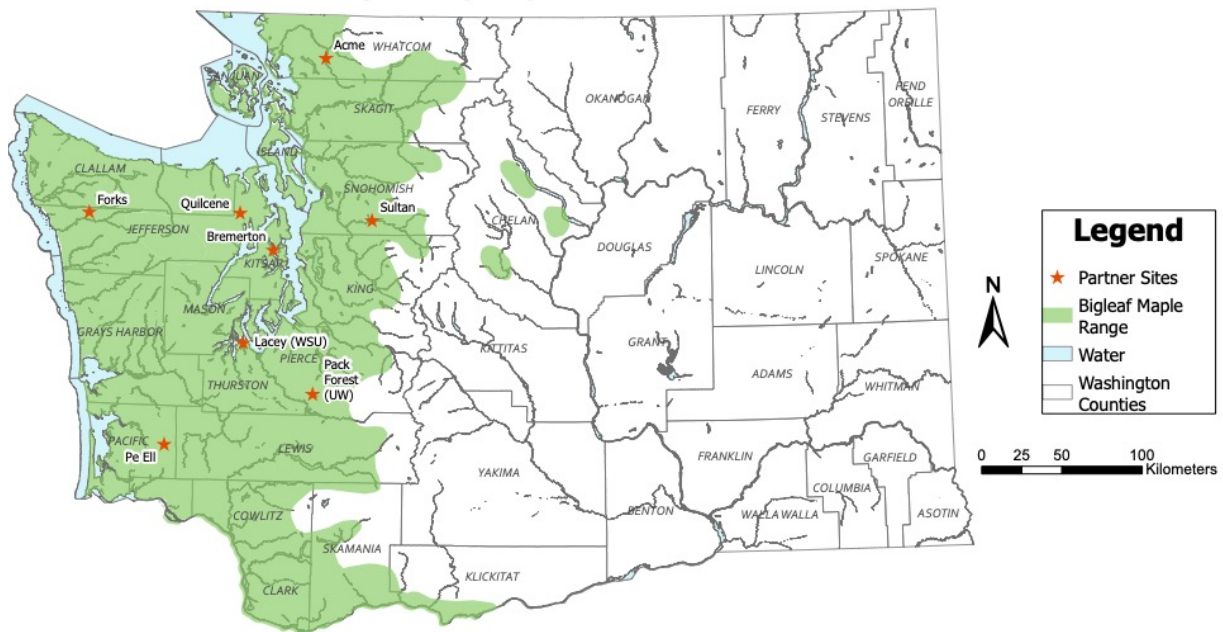 Acme
WHATCOM
SAN JUAN
SKAGIT
ISLAND
OKANOGAN
FERRY
STEVENS
PEND
OREILLE
CLALLAM
Forks
Quilcene
JEFFERSON
Bremerton
KITSAP
SNOHOMISH
Sultan
CHELAN
DOUGLAS
LINCOLN
SPOKANE
KING
MASON
GRAYS HARBOR
Lacey (WSU)
PIERCE
Pack
Forest
(UW)
THURSTON
KITTITAS
GRANT
ADAMS
WHITMAN
PACIFIC
Pe Ell
LEWIS
YAKIMA
FRANKLIN
GARFIELD
COLUMBIA
BENTON
WALLA WALLA
ASOTIN
COWLITZ
SKAMANIA
KLICKITAT
CLARK
Legend
Partner Sites
Bigleaf Maple
Range
Water
Washington
Counties
N
0 25 50 100
Kilometers